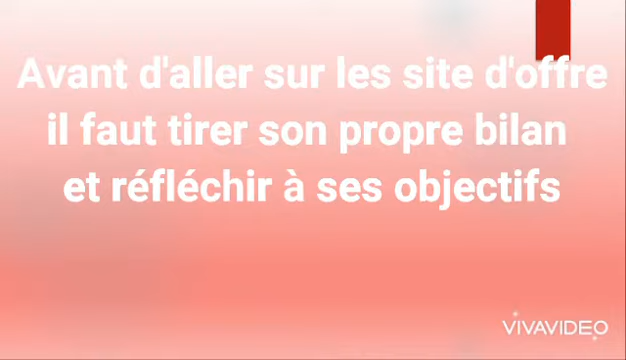 Avant d'aller sur les site d'offre
il faut tirer son propre bilan
et réfléchir à ses objectifs
VIVAVIDEO